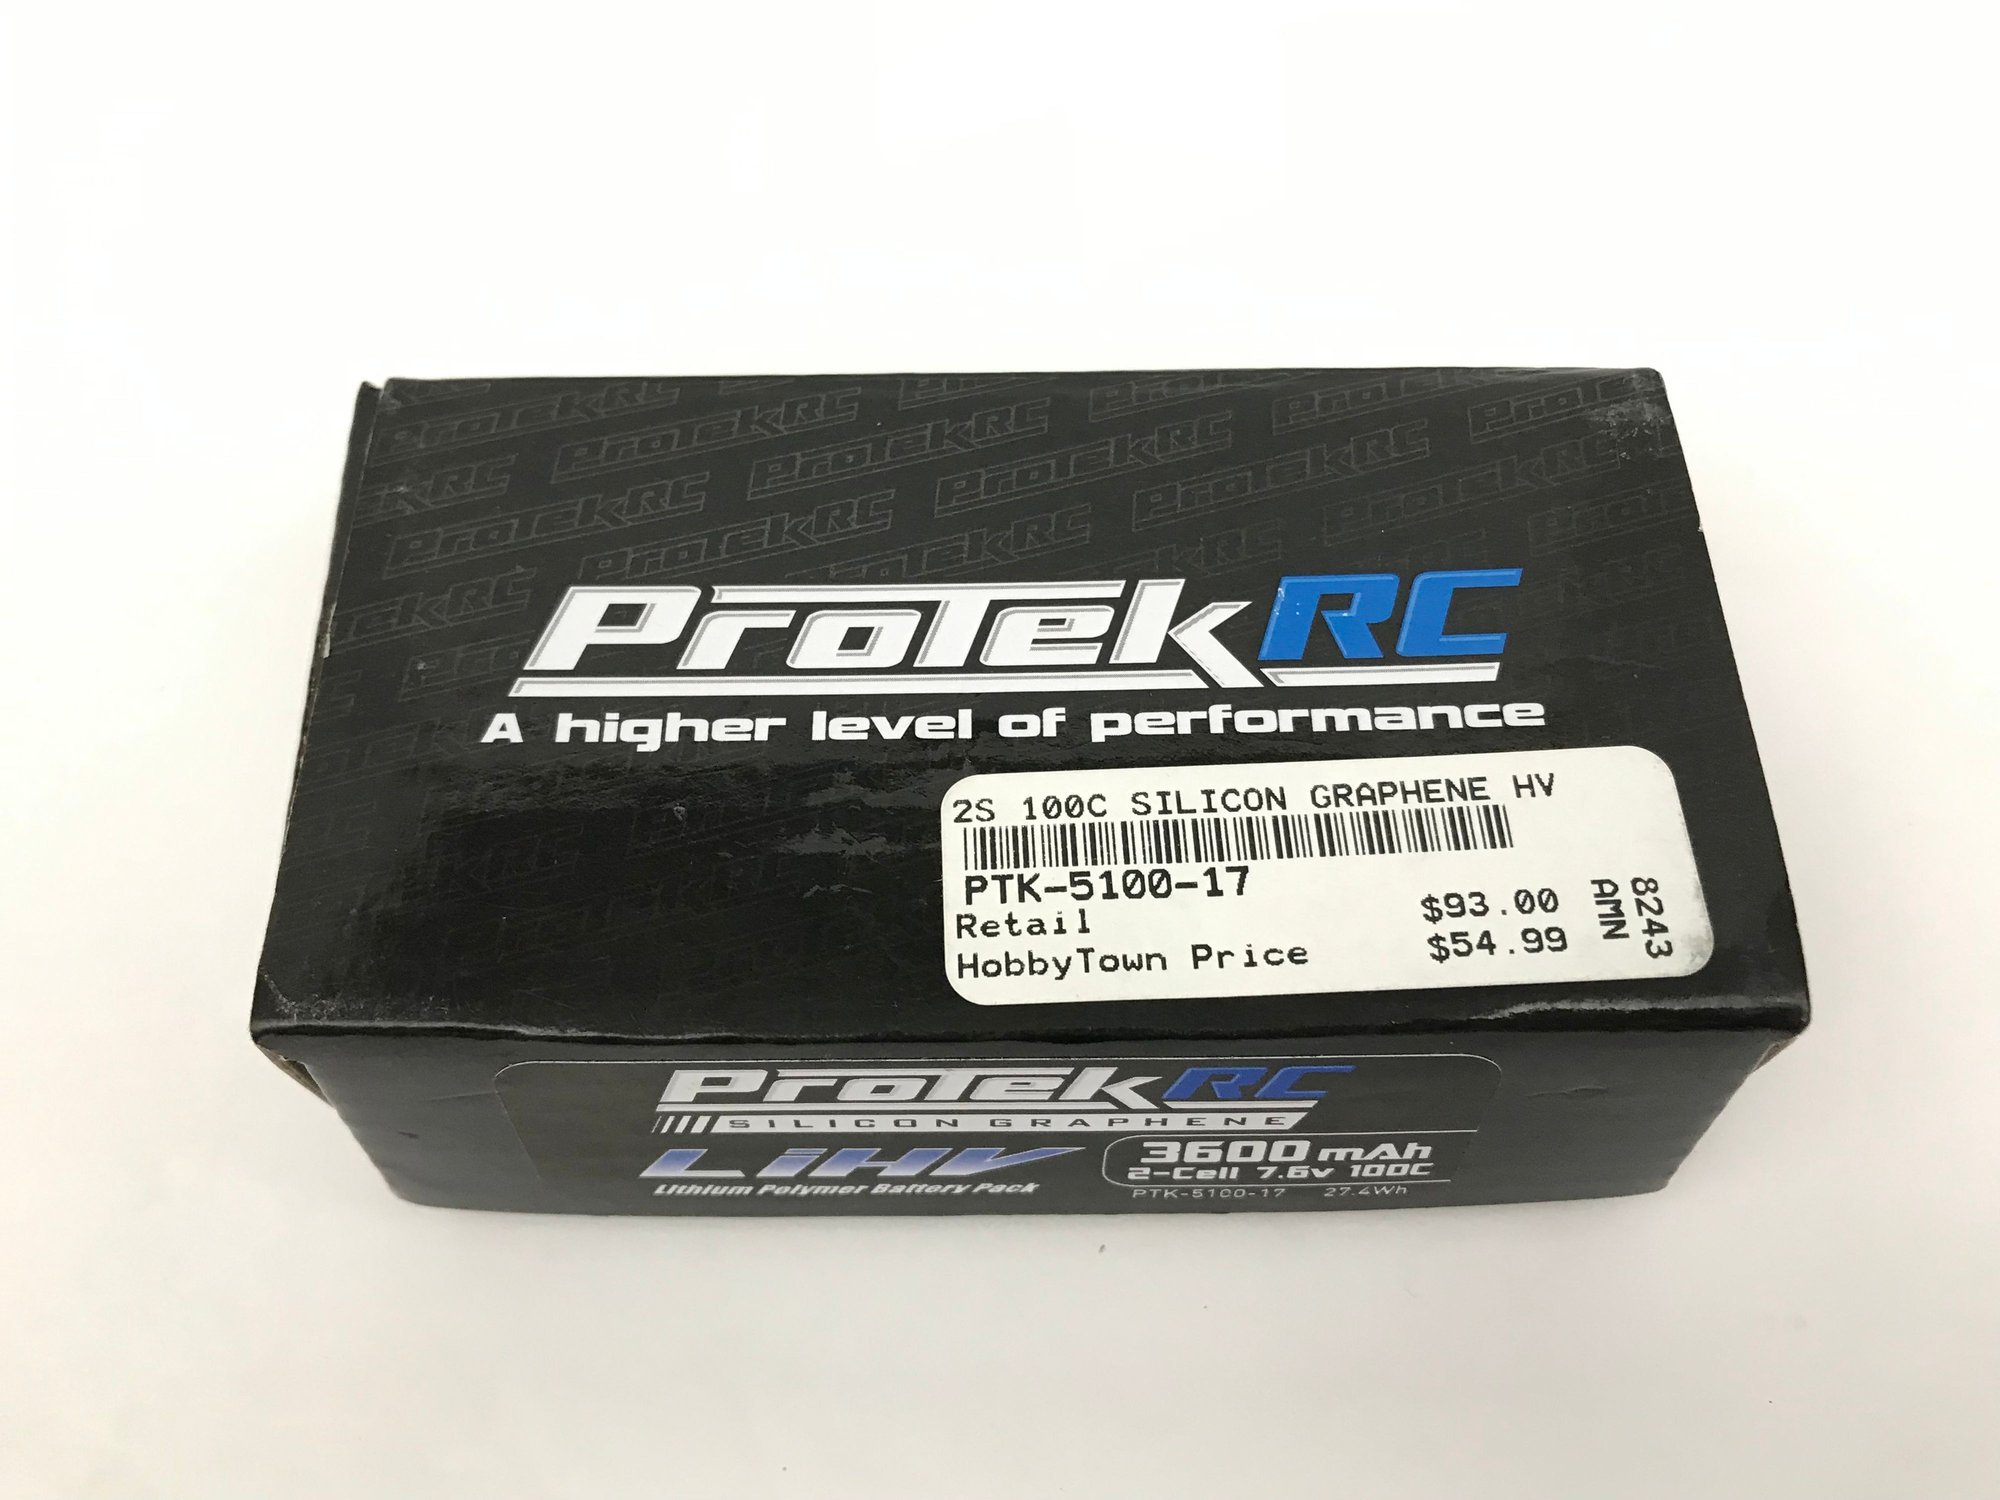 ProTekRC
A higher level of performance
2S 100C SILICON GRAPHENE HV
PTK-5100-17
Retail $93.00
HobbyTown Price $54.99
8243
AMN
ProTekRC
SILICON GRAPHENE
LiHV
Lithium Polymer Battery Pack
3600 mAh
2-Cell 7.6v 100C
PTK-5100-17 27.4Wh